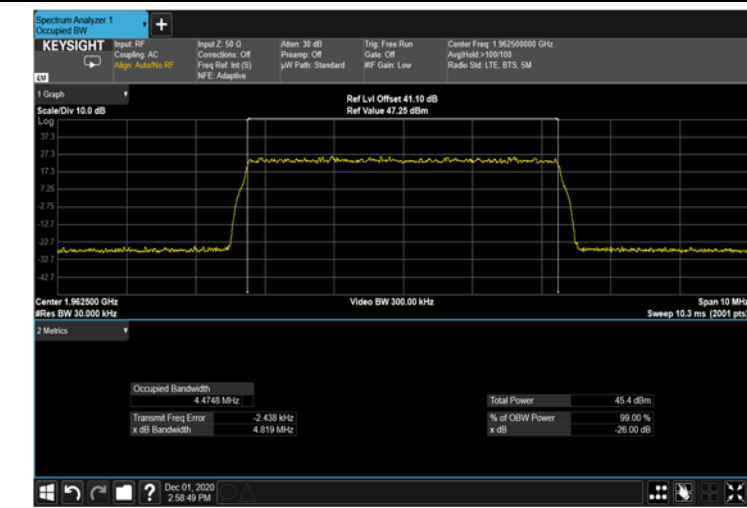 Spectrum Analyzer 1
Occupied BW
KEYSIGHT
Input: RF
Coupling: AC
Align: Auto/No RF
Input Z: 50 Ω
Corrections: Off
Freq Ref: Int (S)
NFE: Adaptive
Atten: 30 dB
Preamp: Off
µW Path: Standard
Trig: Free Run
Gate: Off
#IF Gain: Low
Center Freq: 1.962500000 GHz
Avg|Hold:>100/100
Radio Std: LTE, BTS, 5M
1 Graph
Scale/Div 10.0 dB
Ref Lvl Offset 41.10 dB
Ref Value 47.25 dBm
Log
37.3
27.3
17.3
7.25
-2.75
-12.7
-22.7
-32.7
-42.7
Center 1.962500 GHz
Video BW 300.00 kHz
Span 10 MHz
#Res BW 30.000 kHz
Sweep 10.3 ms (2001 pts)
2 Metrics
Occupied Bandwidth
4.4748 MHz
Total Power 45.4 dBm
Transmit Freq Error -2.438 kHz
% of OBW Power 99.00 %
x dB Bandwidth 4.819 MHz
x dB -26.00 dB
?
Dec 01, 2020
2:58:49 PM